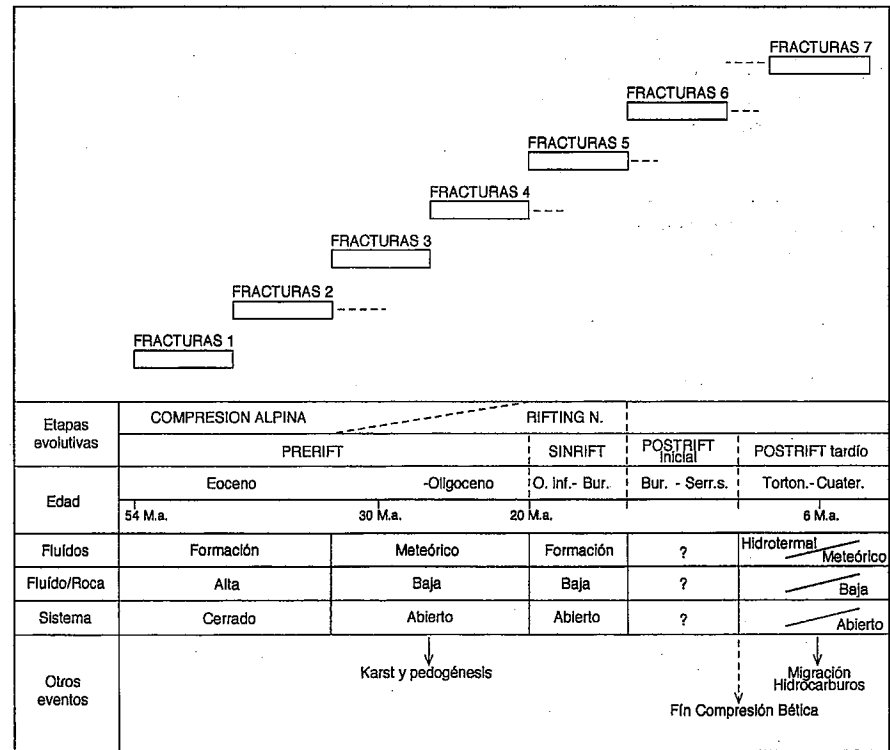 FRACTURAS 7
FRACTURAS 6
FRACTURAS 5
FRACTURAS 4
FRACTURAS 3
FRACTURAS 2
FRACTURAS 1
Etapas evolutivas
COMPRESION ALPINA
RIFTING N.
PRERIFT
SINRIFT
POSTRIFT Inicial
POSTRIFT tardío
Edad
Eoceno
-Oligoceno
O. Inf.- Bur.
Bur. - Serr.s.
Torton.-Cuater.
54 M.a.
30 M.a.
20 M.a.
6 M.a.
Fluídos
Formación
Meteórico
Formación
?
Hidrotermal
Meteórico
Fluído/Roca
Alta
Baja
Baja
?
Baja
Sistema
Cerrado
Abierto
Abierto
?
Abierto
Otros eventos
Karst y pedogénesis
Migración
Hidrocarburos
Fín Compresión Bética